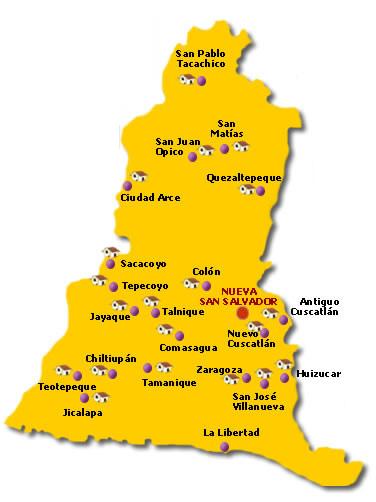 San Pablo
Tacachico
San
Matías
San Juan
Opico
Quezaltepeque
Ciudad Arce
Sacacoyo
Colón
Tepecoyo
NUEVA
SAN SALVADOR
Antiguo
Cuscatlán
Jayaque
Talnique
Nuevo
Cuscatlán
Comasagua
Chiltiupán
Zaragoza
Huizucar
Teotepeque
Tamanique
San José
Villanueva
Jicalapa
La Libertad